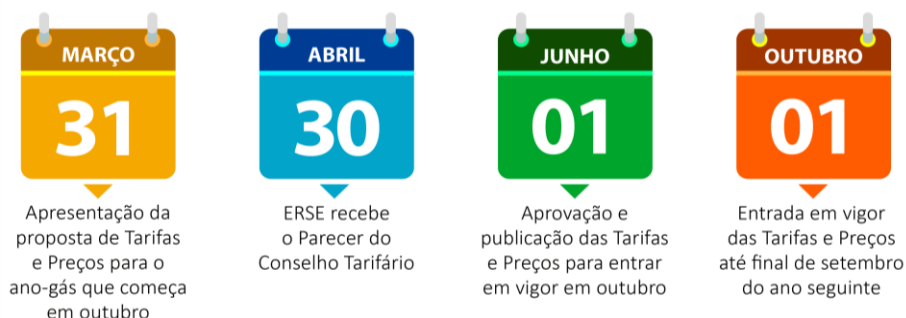 MARÇO
31
Apresentação da
proposta de Tarifas
e Preços para o
ano-gás que começa
em outubro
ABRIL
30
ERSE recebe
o Parecer do
Conselho Tarifário
JUNHO
01
Aprovação e
publicação das Tarifas
e Preços para entrar
em vigor em outubro
OUTUBRO
01
Entrada em vigor
das Tarifas e Preços
até final de setembro
do ano seguinte